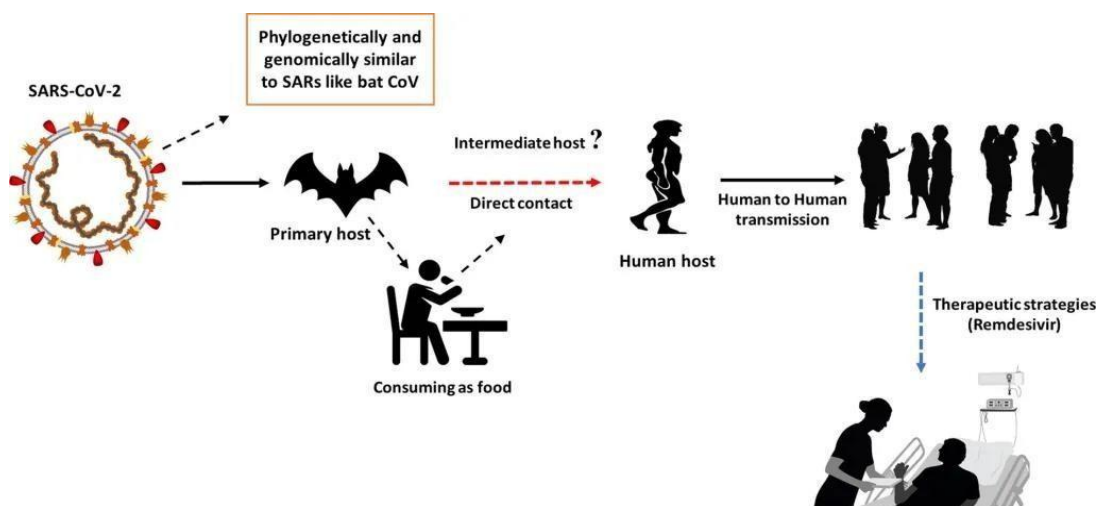 Phylogenetically and
genomically similar
to SARs like bat CoV
SARS-CoV-2
Intermediate host ?
Direct contact
Primary host
Human host
Human to Human
transmission
Consuming as food
Therapeutic strategies
(Remdesivir)